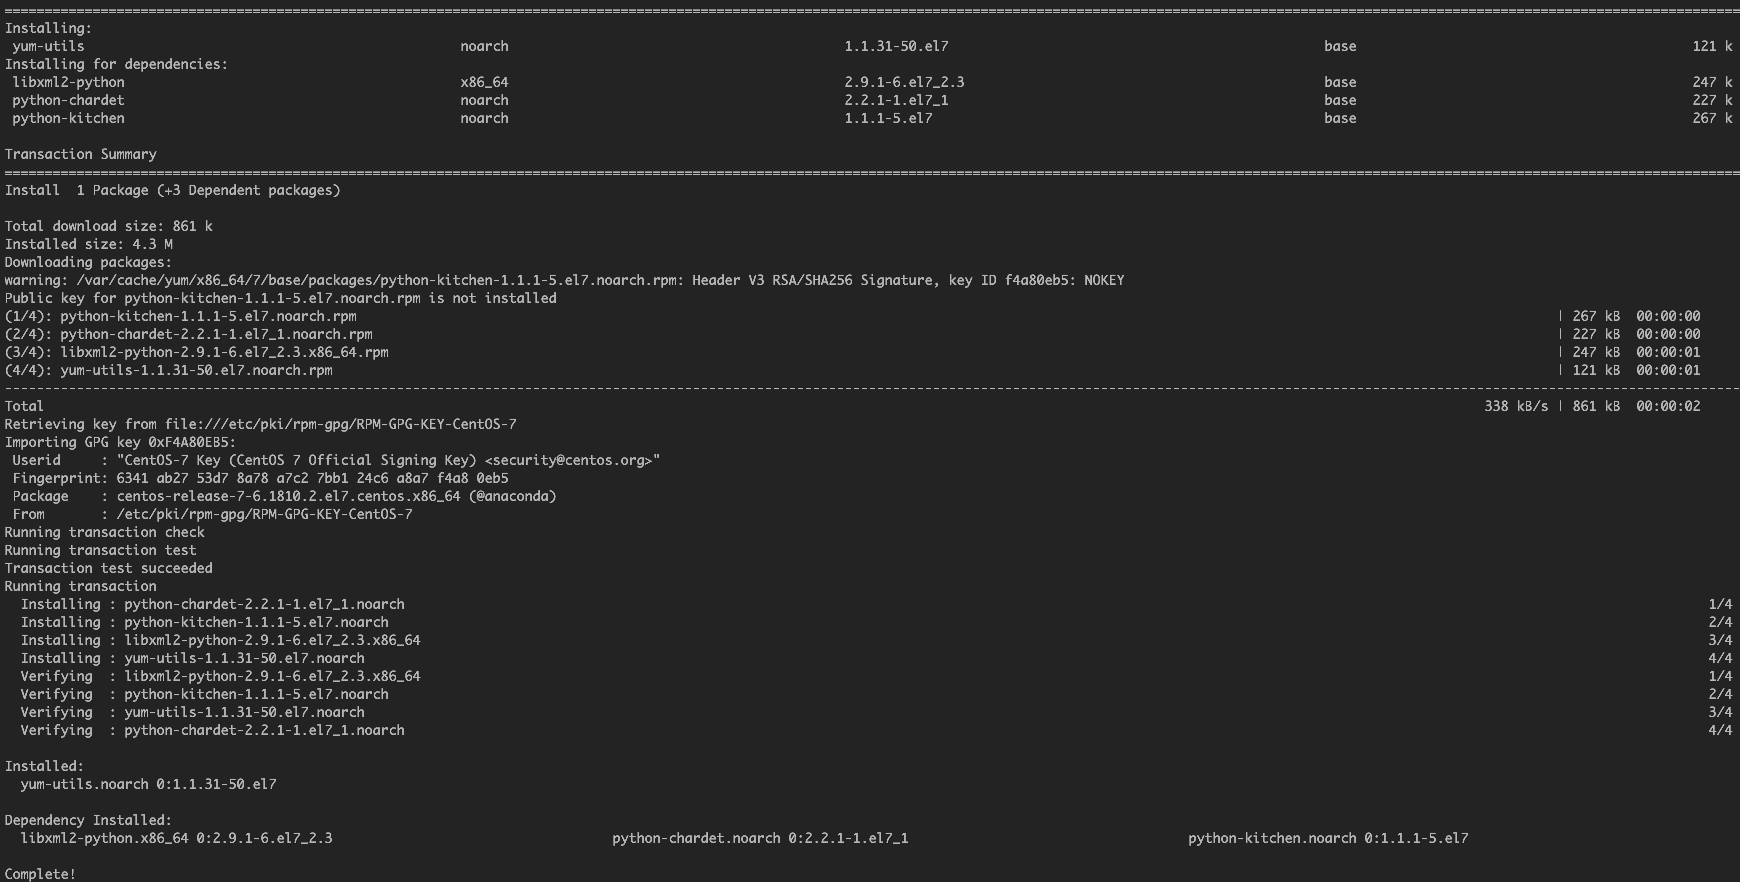 Installing:
yum-utils noarch 1.1.31-50.el7 base 121 k
Installing for dependencies:
libxml2-python x86_64 2.9.1-6.el7_2.3 base 247 k
python-chardet noarch 2.2.1-1.el7_1 base 227 k
python-kitchen noarch 1.1.1-5.el7 base 267 k
Transaction Summary
Install 1 Package (+3 Dependent packages)
Total download size: 861 k
Installed size: 4.3 M
Downloading packages:
warning: /var/cache/yum/x86_64/7/base/packages/python-kitchen-1.1.1-5.el7.noarch.rpm: Header V3 RSA/SHA256 Signature, key ID f4a80eb5: NOKEY
Public key for python-kitchen-1.1.1-5.el7.noarch.rpm is not installed
(1/4): python-kitchen-1.1.1-5.el7.noarch.rpm | 267 kB 00:00:00
(2/4): python-chardet-2.2.1-1.el7_1.noarch.rpm | 227 kB 00:00:00
(3/4): libxml2-python-2.9.1-6.el7_2.3.x86_64.rpm | 247 kB 00:00:01
(4/4): yum-utils-1.1.31-50.el7.noarch.rpm | 121 kB 00:00:01
Total 338 kB/s | 861 kB 00:00:02
Retrieving key from file:///etc/pki/rpm-gpg/RPM-GPG-KEY-CentOS-7
Importing GPG key 0xF4A80EB5:
Userid : "CentOS-7 Key (CentOS 7 Official Signing Key) <security@centos.org>"
Fingerprint: 6341 ab27 53d7 8a78 a7c2 7bb1 24c6 a8a7 f4a8 0eb5
Package : centos-release-7-6.1810.2.el7.centos.x86_64 (@anaconda)
From : /etc/pki/rpm-gpg/RPM-GPG-KEY-CentOS-7
Running transaction check
Running transaction test
Transaction test succeeded
Running transaction
Installing : python-chardet-2.2.1-1.el7_1.noarch 1/4
Installing : python-kitchen-1.1.1-5.el7.noarch 2/4
Installing : libxml2-python-2.9.1-6.el7_2.3.x86_64 3/4
Installing : yum-utils-1.1.31-50.el7.noarch 4/4
Verifying : libxml2-python-2.9.1-6.el7_2.3.x86_64 1/4
Verifying : python-kitchen-1.1.1-5.el7.noarch 2/4
Verifying : yum-utils-1.1.31-50.el7.noarch 3/4
Verifying : python-chardet-2.2.1-1.el7_1.noarch 4/4
Installed:
yum-utils.noarch 0:1.1.31-50.el7
Dependency Installed:
libxml2-python.x86_64 0:2.9.1-6.el7_2.3 python-chardet.noarch 0:2.2.1-1.el7_1 python-kitchen.noarch 0:1.1.1-5.el7
Complete!